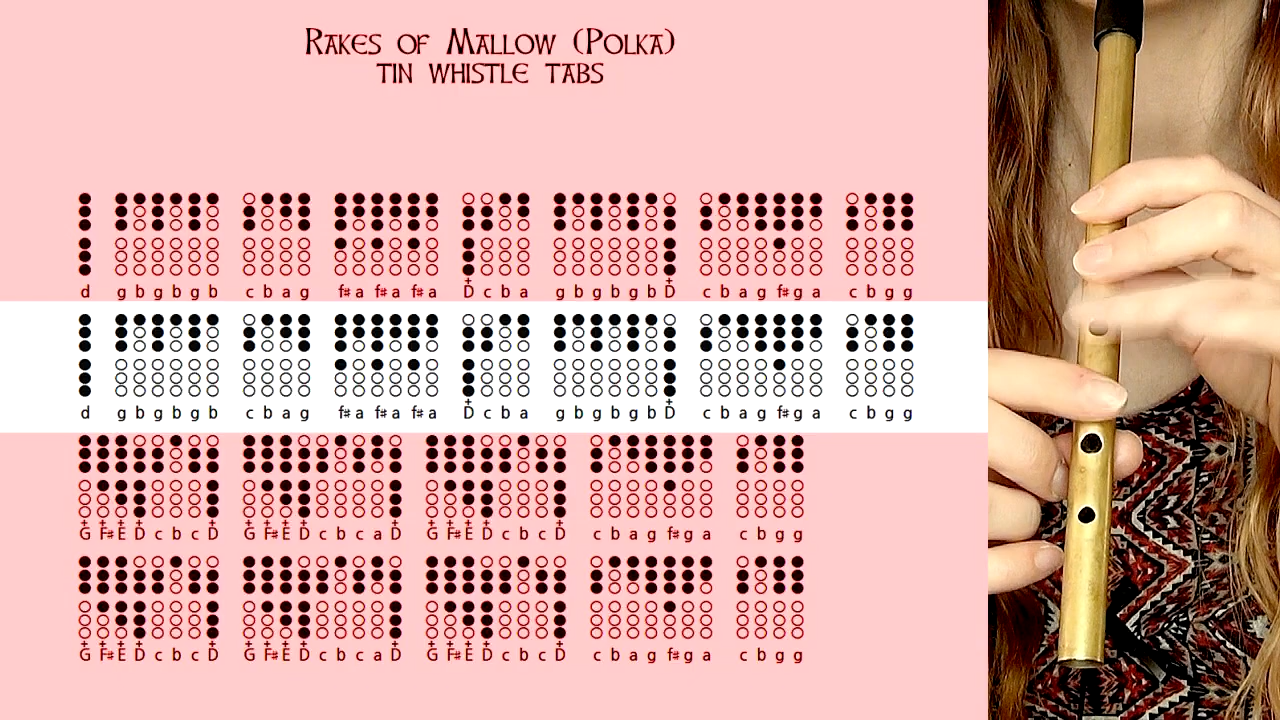 Rakes of Mallow (Polka)
tin whistle tabs
d g b g b g b c b a g f# a f# a f# a D c b a g b g b g b D c b a g f# g a c b g g
d g b g b g b c b a g f# a f# a f# a D c b a g b g b g b D c b a g f# g a c b g g
G F# E D c b c D G F# E D c b c a D G F# E D c b c D c b a g f# g a c b g g
G F# E D c b c D G F# E D c b c a D G F# E D c b c D c b a g f# g a c b g g